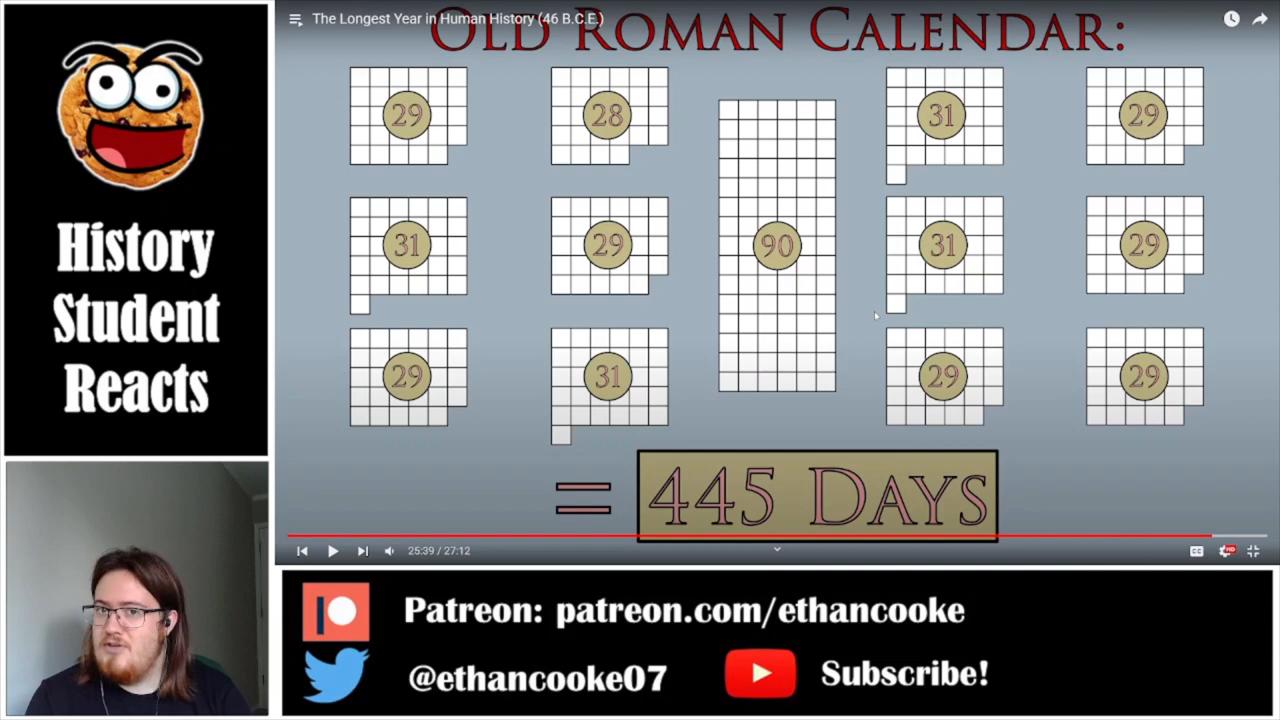 The Longest Year in Human History (46 B.C.E.)
OLD ROMAN CALENDAR:
29 28 31 29
31 29 90 31 29
29 31 29 29
= 445 DAYS
25:39 / 27:12
CC HD
History
Student
Reacts
Patreon: patreon.com/ethancooke
@ethancooke07 Subscribe!